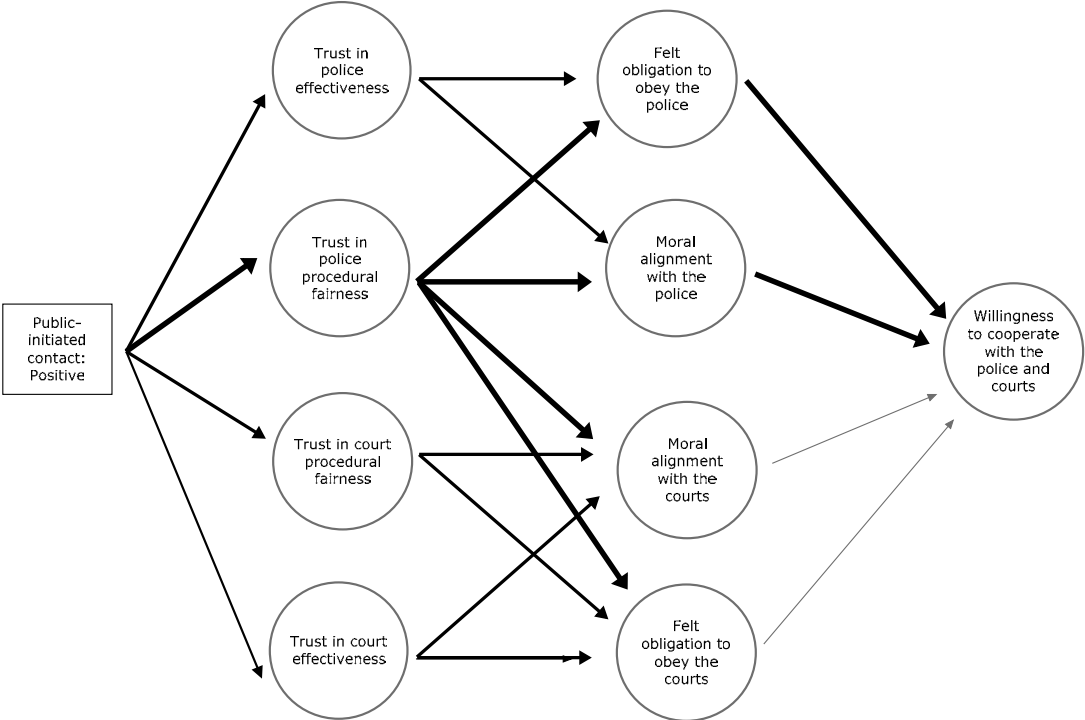 Trust in
police
effectiveness
Felt
obligation to
obey the
police
Trust in
police
procedural
fairness
Moral
alignment
with the
police
Public-
initiated
contact:
Positive
Willingness
to cooperate
with the
police and
courts
Trust in court
procedural
fairness
Moral
alignment
with the
courts
Trust in court
effectiveness
Felt
obligation to
obey the
courts